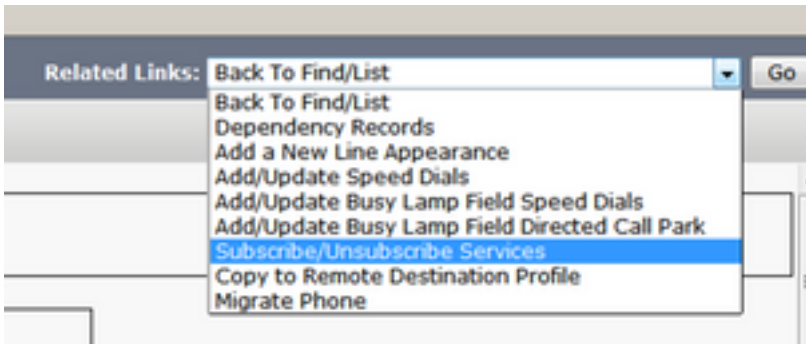 Related Links: Back To Find/List Go
Back To Find/List
Dependency Records
Add a New Line Appearance
Add/Update Speed Dials
Add/Update Busy Lamp Field Speed Dials
Add/Update Busy Lamp Field Directed Call Park
Subscribe/Unsubscribe Services
Copy to Remote Destination Profile
Migrate Phone